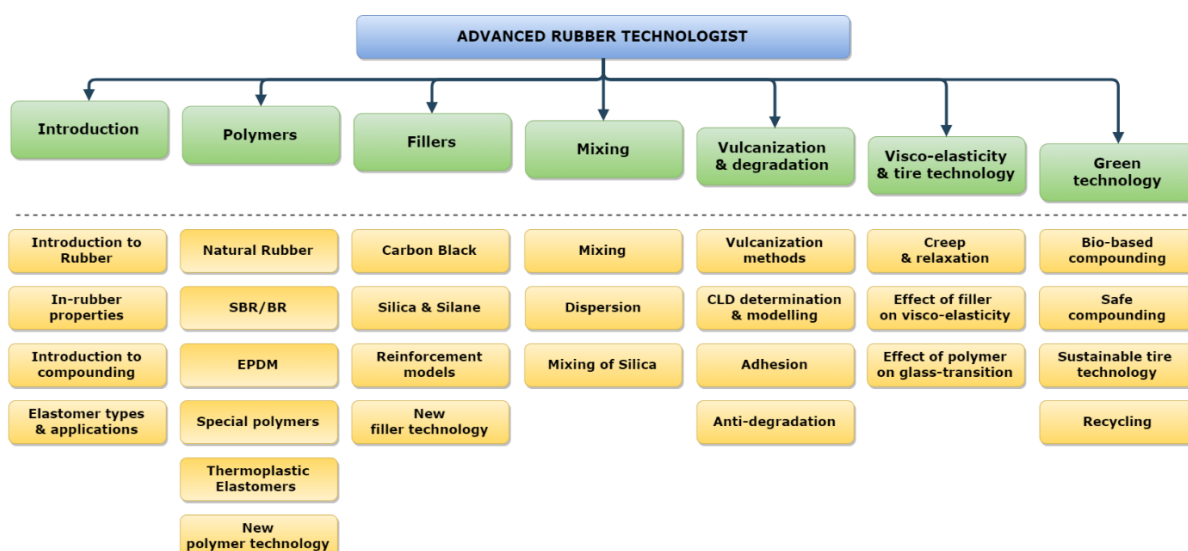 ADVANCED RUBBER TECHNOLOGIST
Introduction
Polymers
Fillers
Mixing
Vulcanization
& degradation
Visco-elasticity
& tire technology
Green
technology
Introduction to
Rubber
In-rubber
properties
Introduction to
compounding
Elastomer types
& applications
Natural Rubber
SBR/BR
EPDM
Special polymers
Thermoplastic
Elastomers
New
polymer technology
Carbon Black
Silica & Silane
Reinforcement
models
New
filler technology
Mixing
Dispersion
Mixing of Silica
Vulcanization
methods
CLD determination
& modelling
Adhesion
Anti-degradation
Creep
& relaxation
Effect of filler
on visco-elasticity
Effect of polymer
on glass-transition
Bio-based
compounding
Safe
compounding
Sustainable tire
technology
Recycling